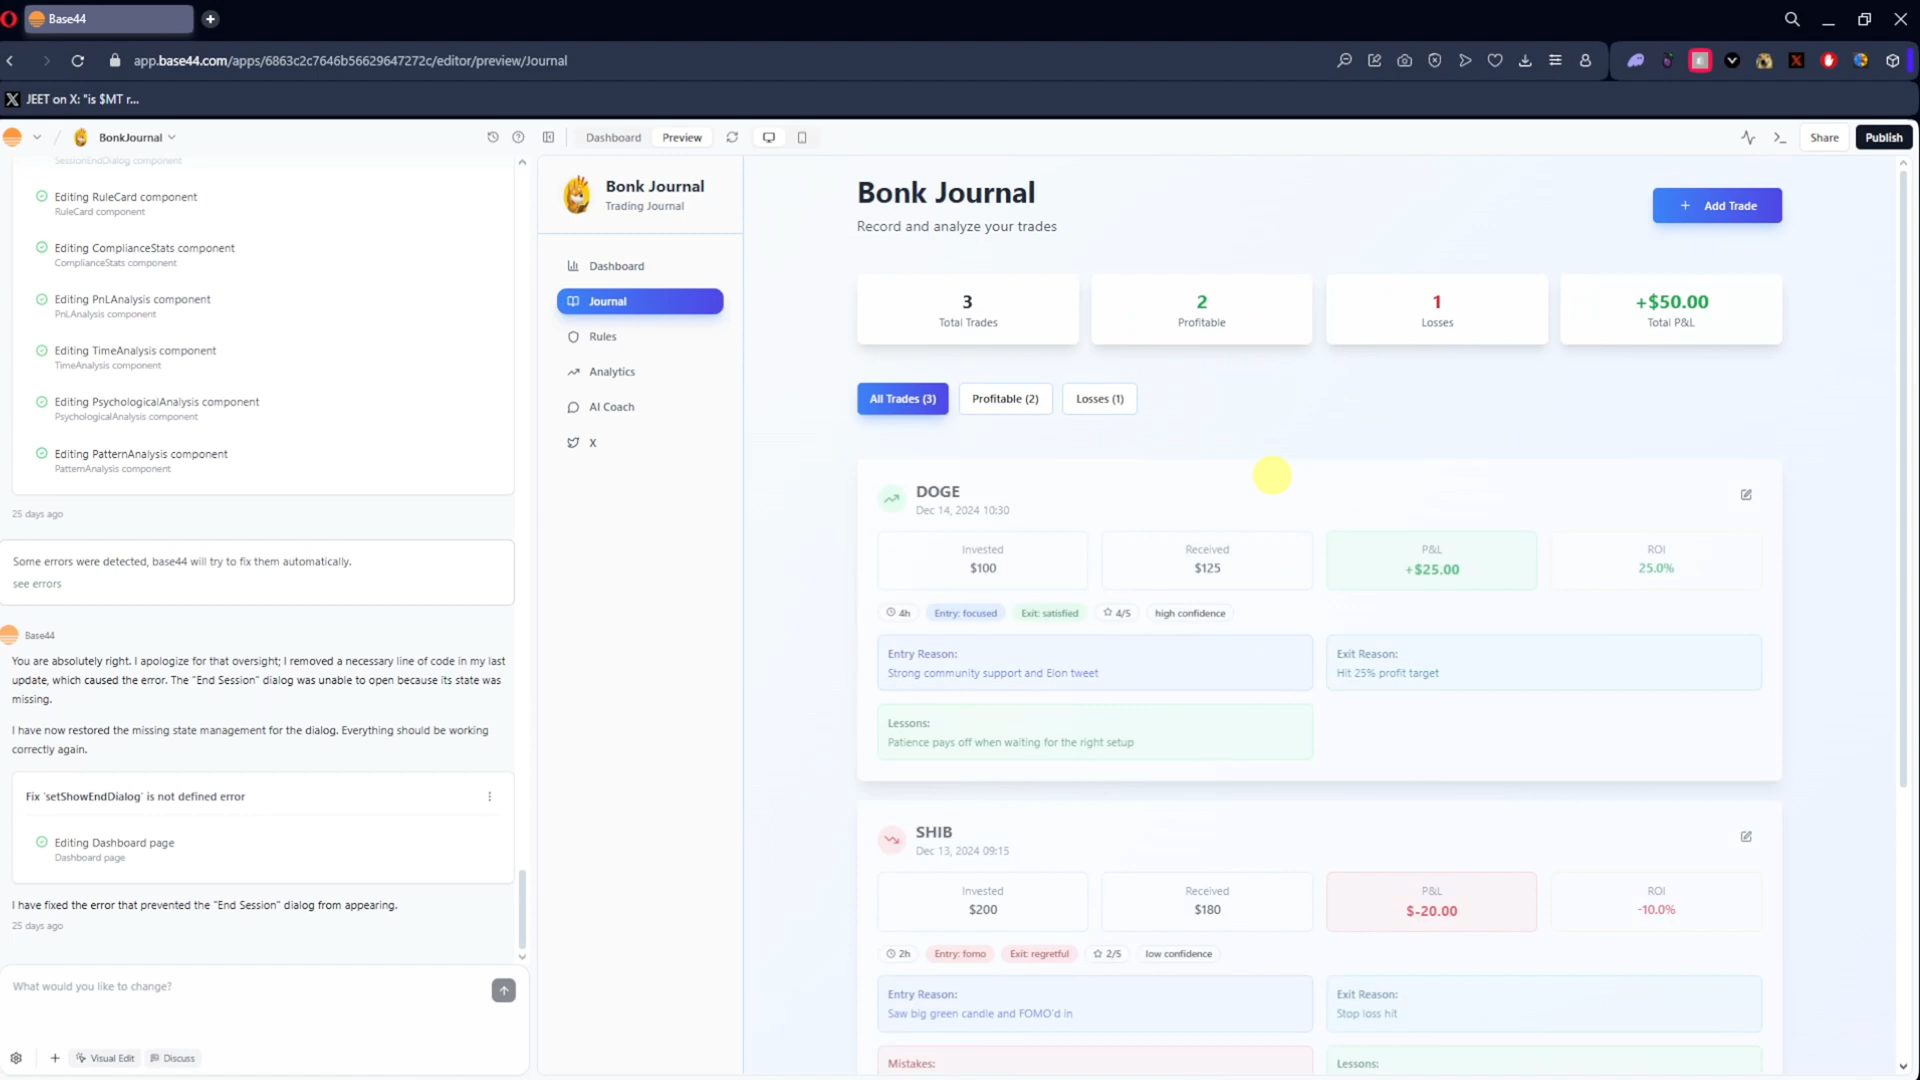 Base44
app.base44.com/apps/6863c2c7646b56629647272c/editor/preview/Journal
JEET on X: "is $MT r...
BonkJournal
Dashboard
Preview
Share
Publish
SessionEndDialog component
Editing RuleCard component
RuleCard component
Editing ComplianceStats component
ComplianceStats component
Editing PnLAnalysis component
PnLAnalysis component
Editing TimeAnalysis component
TimeAnalysis component
Editing PsychologicalAnalysis component
PsychologicalAnalysis component
Editing PatternAnalysis component
PatternAnalysis component
25 days ago
Some errors were detected, base44 will try to fix them automatically.
see errors
Base44
You are absolutely right. I apologize for that oversight; I removed a necessary line of code in my last
update, which caused the error. The "End Session" dialog was unable to open because its state was
missing.
I have now restored the missing state management for the dialog. Everything should be working
correctly again.
Fix 'setShowEndDialog' is not defined error
Editing Dashboard page
Dashboard page
I have fixed the error that prevented the "End Session" dialog from appearing.
25 days ago
What would you like to change?
Visual Edit
Discuss
Bonk Journal
Trading Journal
Dashboard
Journal
Rules
Analytics
AI Coach
X
Bonk Journal
Record and analyze your trades
+ Add Trade
3
Total Trades
2
Profitable
1
Losses
+$50.00
Total P&L
All Trades (3)
Profitable (2)
Losses (1)
DOGE
Dec 14, 2024 10:30
Invested
$100
Received
$125
P&L
+$25.00
ROI
25.0%
4h
Entry: focused
Exit: satisfied
4/5
high confidence
Entry Reason:
Strong community support and Elon tweet
Exit Reason:
Hit 25% profit target
Lessons:
Patience pays off when waiting for the right setup
SHIB
Dec 13, 2024 09:15
Invested
$200
Received
$180
P&L
$-20.00
ROI
-10.0%
2h
Entry: fomo
Exit: regretful
2/5
low confidence
Entry Reason:
Saw big green candle and FOMO'd in
Exit Reason:
Stop loss hit
Mistakes:
Lessons: